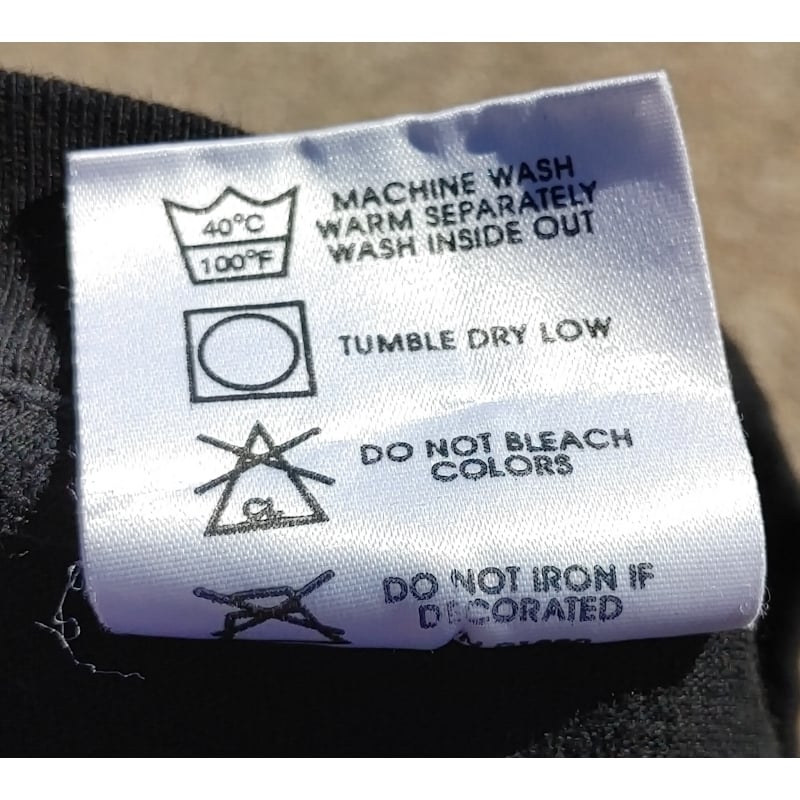 40°C
100°F
MACHINE WASH
WARM SEPARATELY
WASH INSIDE OUT
TUMBLE DRY LOW
CL
DO NOT BLEACH
COLORS
DO NOT IRON IF
DECORATED